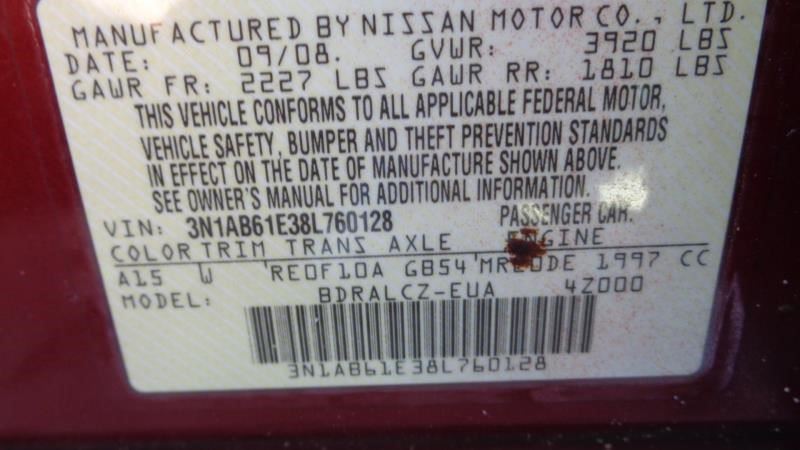 MANUFACTURED BY NISSAN MOTOR CO., LTD.
DATE: 09/08. GVWR: 3920 LBS
GAWR FR: 2227 LBS GAWR RR: 1810 LBS
THIS VEHICLE CONFORMS TO ALL APPLICABLE FEDERAL MOTOR,
VEHICLE SAFETY, BUMPER AND THEFT PREVENTION STANDARDS
IN EFFECT ON THE DATE OF MANUFACTURE SHOWN ABOVE.
SEE OWNER'S MANUAL FOR ADDITIONAL INFORMATION.
VIN: 3N1AB61E38L760128 PASSENGER CAR.
COLOR TRIM TRANS AXLE ENGINE
A15 W 'RE0F10A GB54'MR20DE 1997 CC
MODEL: BDRALCZ-EUA 4Z000
3N1AB61E38L760128